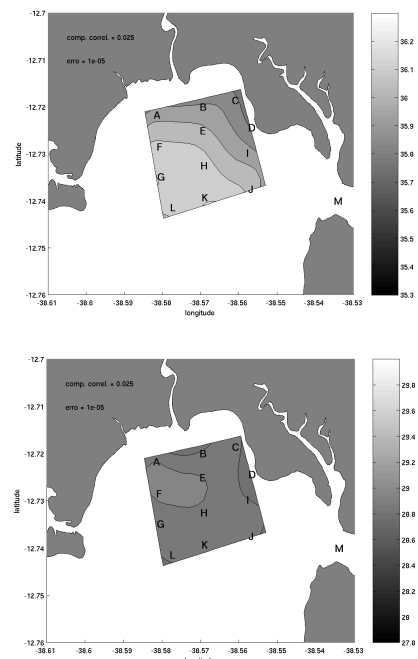 -12.7
comp. correl. = 0.025
erro = 1e-05
-12.71
-12.72
-12.73
-12.74
-12.75
-12.76
latitude
A
B
C
D
E
F
G
H
I
J
K
L
M
-38.61
-38.6
-38.59
-38.58
-38.57
-38.56
-38.55
-38.54
-38.53
longitude
36.2
36.1
36
35.9
35.8
35.7
35.6
35.5
35.4
35.3
-12.7
comp. correl. = 0.025
erro = 1e-05
-12.71
-12.72
-12.73
-12.74
-12.75
-12.76
latitude
A
B
C
D
E
F
G
H
I
J
K
L
M
-38.61
-38.6
-38.59
-38.58
-38.57
-38.56
-38.55
-38.54
-38.53
29.8
29.6
29.4
29.2
29
28.8
28.6
28.4
28.2
28
27.8